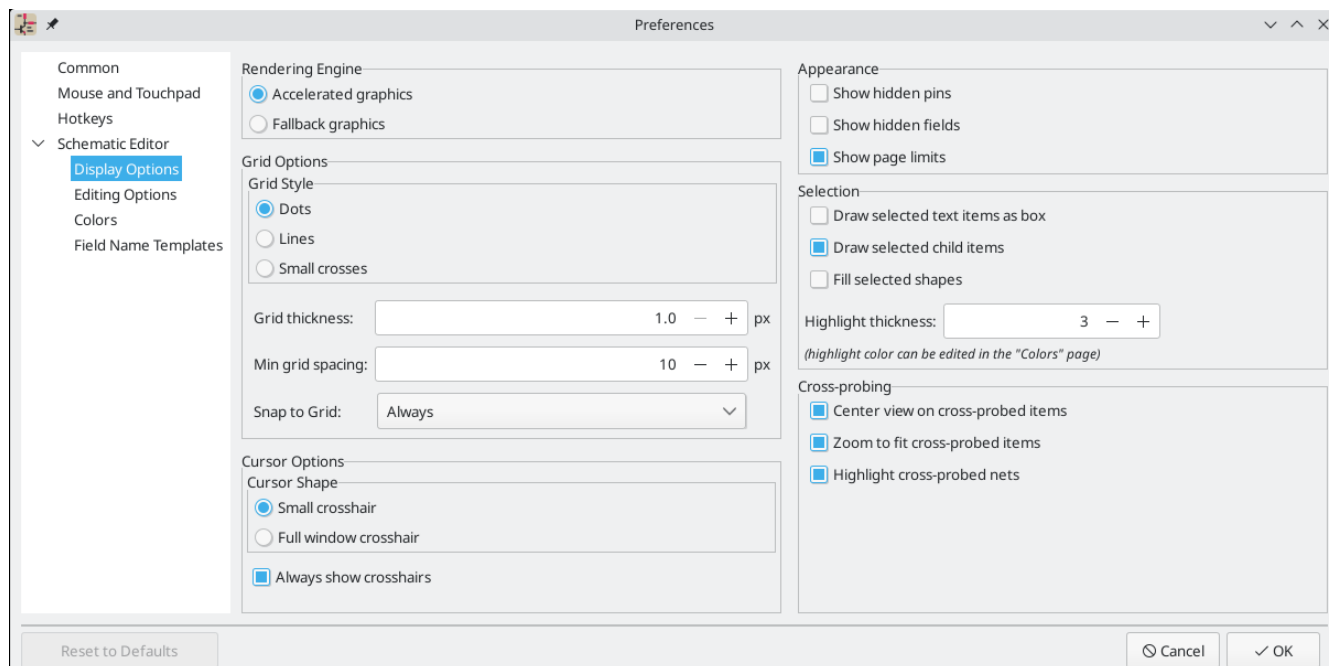 Preferences
Common
Mouse and Touchpad
Hotkeys
Schematic Editor
Display Options
Editing Options
Colors
Field Name Templates
Rendering Engine
Accelerated graphics
Fallback graphics
Grid Options
Grid Style
Dots
Lines
Small crosses
Grid thickness: 1.0 — + px
Min grid spacing: 10 — + px
Snap to Grid: Always
Cursor Options
Cursor Shape
Small crosshair
Full window crosshair
Always show crosshairs
Appearance
Show hidden pins
Show hidden fields
Show page limits
Selection
Draw selected text items as box
Draw selected child items
Fill selected shapes
Highlight thickness: 3 — +
(highlight color can be edited in the "Colors" page)
Cross-probing
Center view on cross-probed items
Zoom to fit cross-probed items
Highlight cross-probed nets
Reset to Defaults
Cancel
OK